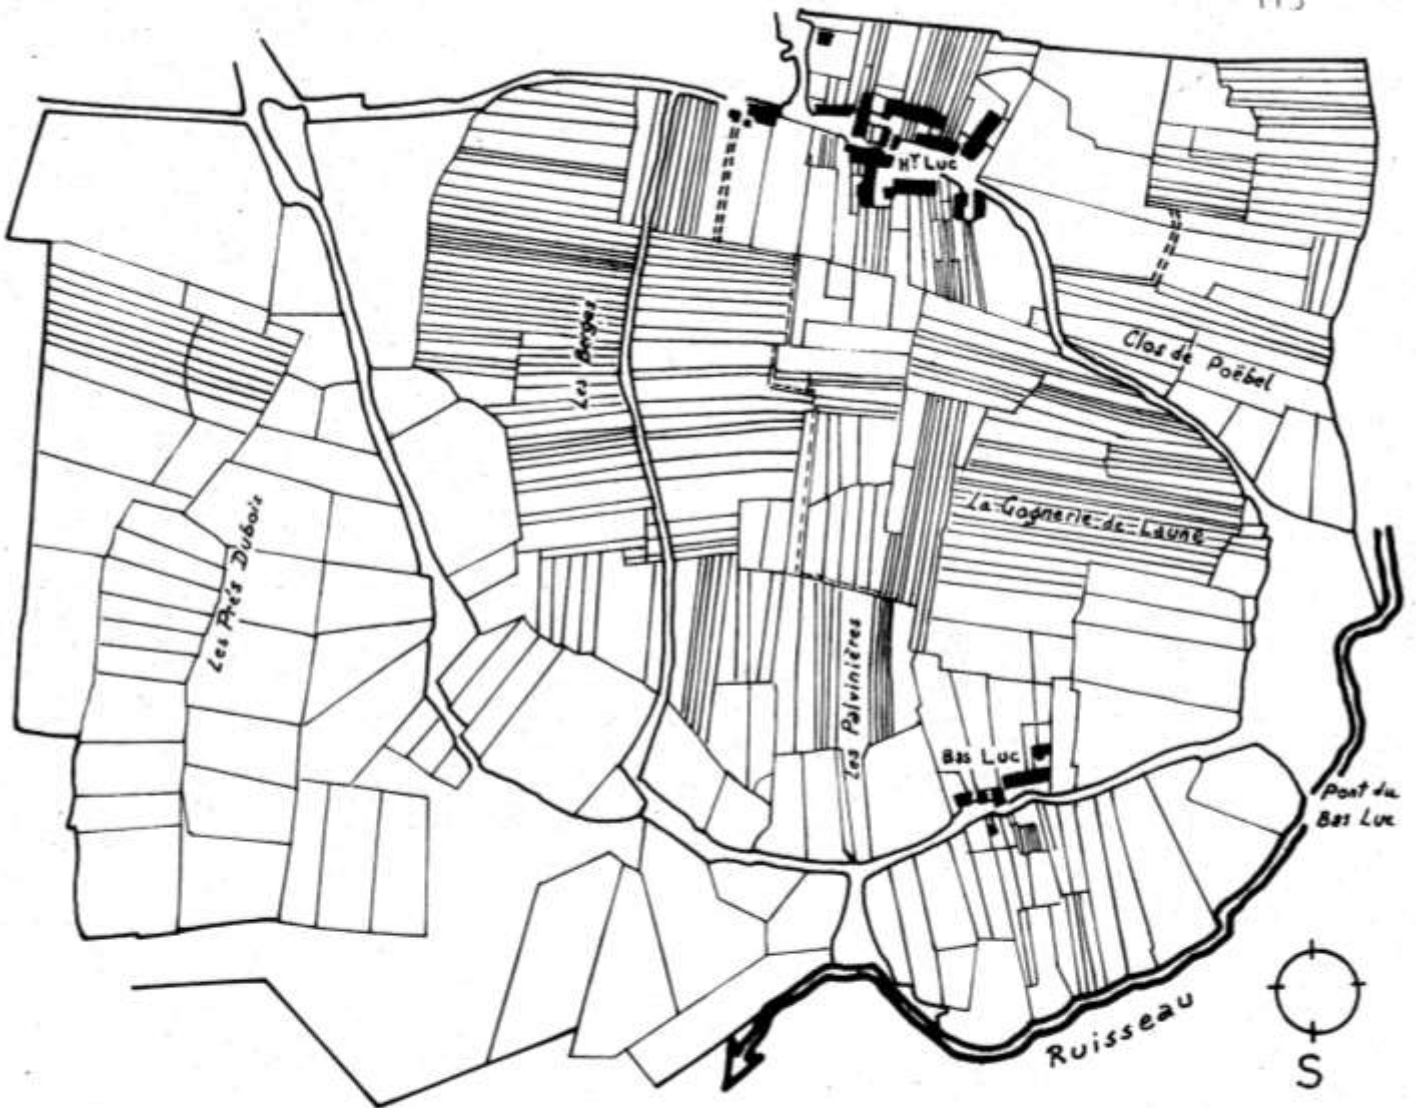 Hᵀ Luc
Clos de Poëbel
Les Berges
La Gagnerie de Laune
Les Prés Dubois
Les Palvinières
Bas Luc
Pont du
Bas Luc
Ruisseau
S